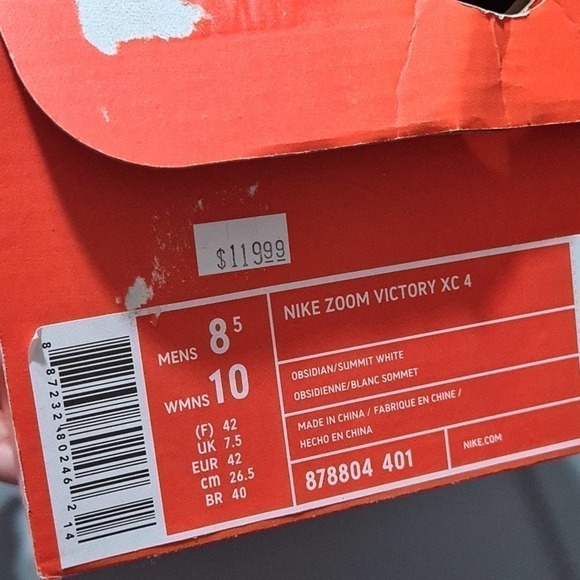 $119.99
MENS 8 5
WMNS 10
(F) 42
UK 7.5
EUR 42
cm 26.5
BR 40
NIKE ZOOM VICTORY XC 4
OBSIDIAN/SUMMIT WHITE
OBSIDIENNE/BLANC SOMMET
MADE IN CHINA / FABRIQUE EN CHINE /
HECHO EN CHINA
878804 401
NIKE.COM
8 87232 80246 2 14